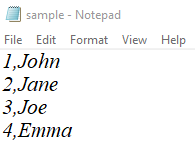 sample - Notepad
File Edit Format View Help
1,John
2,Jane
3,Joe
4,Emma